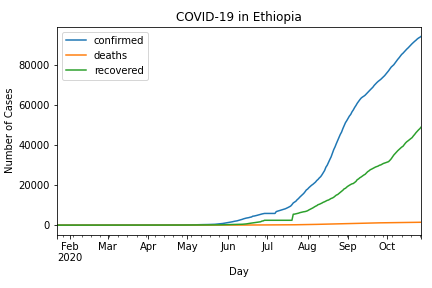 COVID-19 in Ethiopia
confirmed
deaths
recovered
Number of Cases
80000
60000
40000
20000
0
Feb Mar Apr May Jun Jul Aug Sep Oct
2020
Day